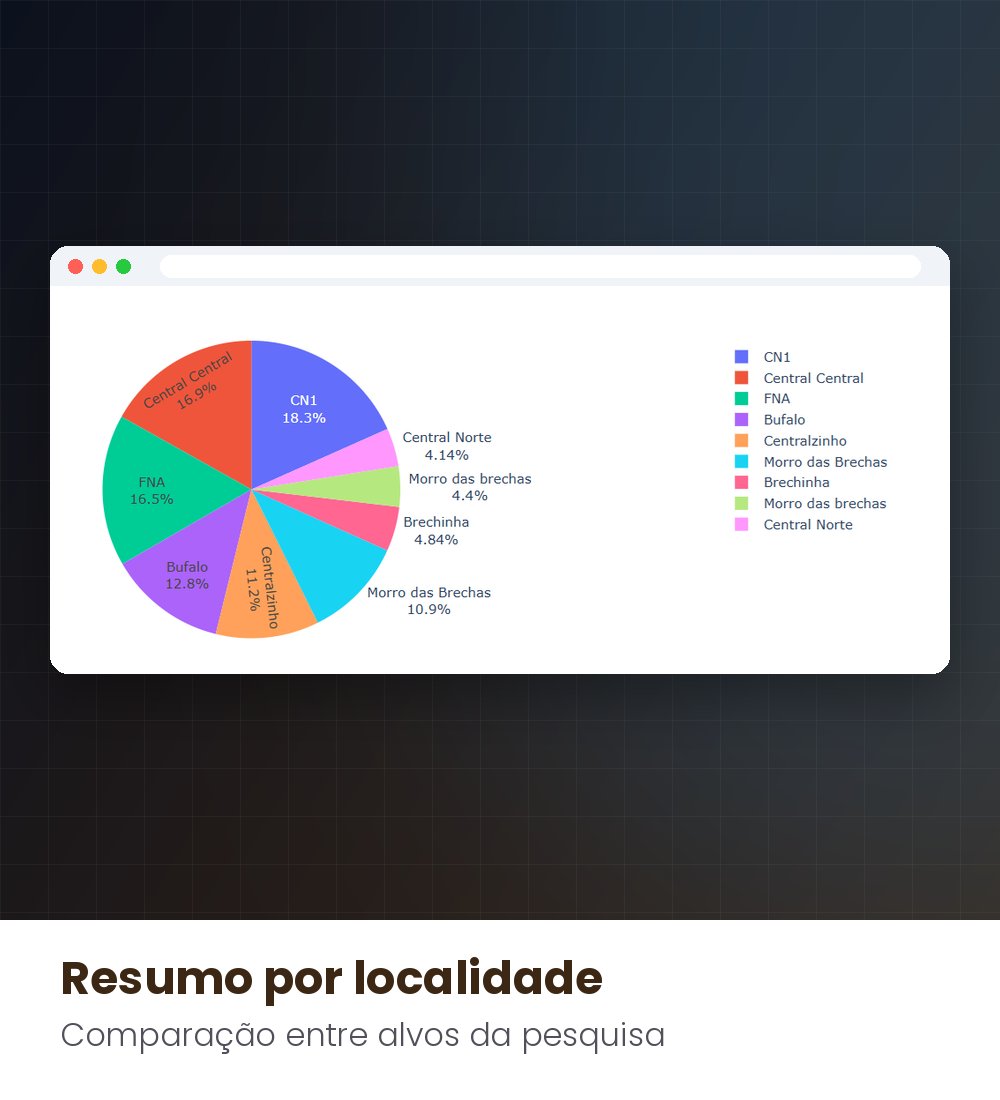 Central Central
16.9%
CN1
18.3%
Central Norte
4.14%
Morro das brechas
4.4%
FNA
16.5%
Brechinha
4.84%
Bufalo
12.8%
Centralzinho
11.2%
Morro das Brechas
10.9%
CN1
Central Central
FNA
Bufalo
Centralzinho
Morro das Brechas
Brechinha
Morro das brechas
Central Norte
Resumo por localidade
Comparação entre alvos da pesquisa